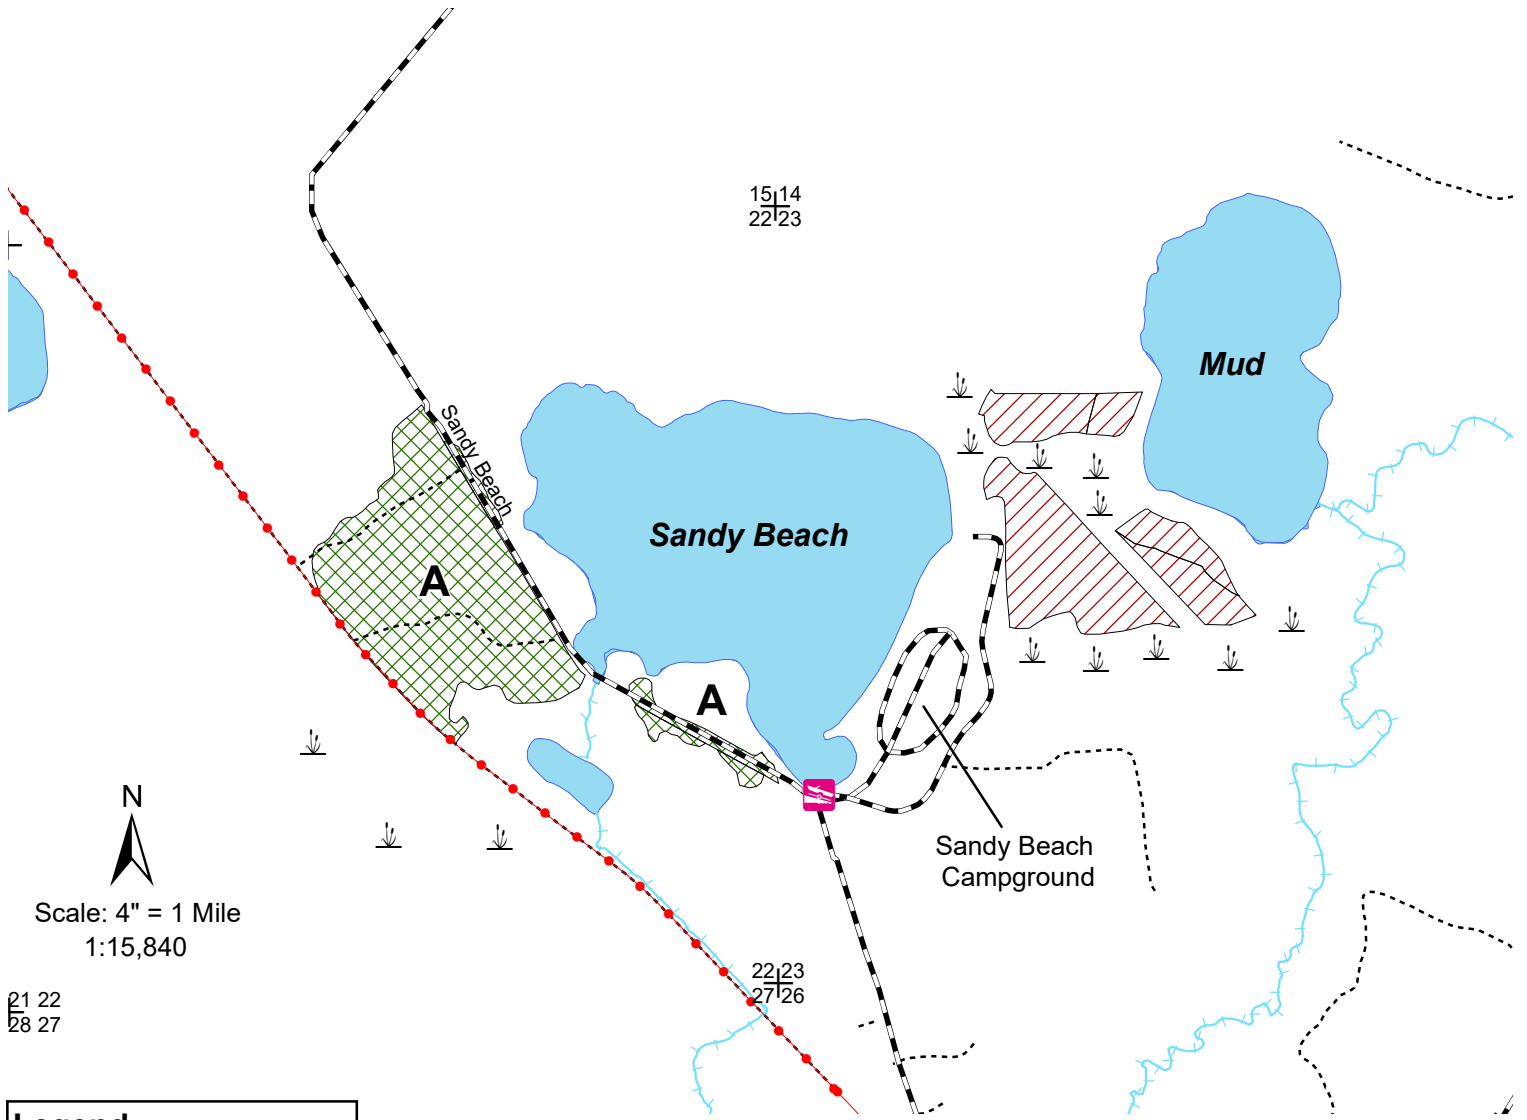 15 14
22 23
Mud
Sandy Beach
Sandy Beach
A
A
Sandy Beach
Campground
N
Scale: 4" = 1 Mile
1:15,840
22 23
27 26
21 22
28 27
Legend